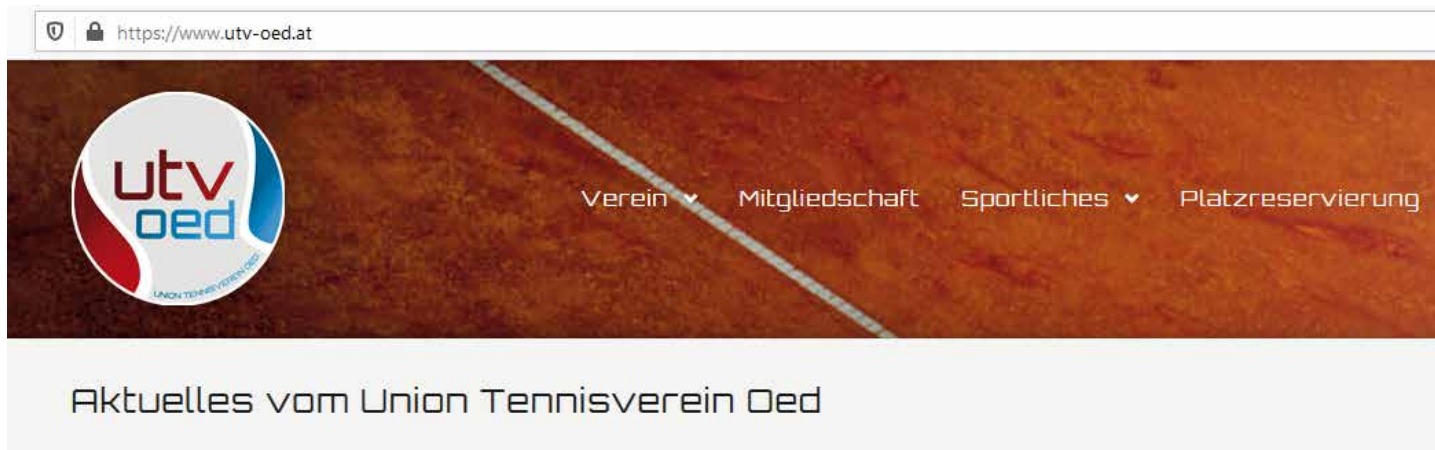 https://www.utv-oed.at
utv
oed
UNION TENNISVEREIN OED
Verein Mitgliedschaft Sportliches Platzreservierung
Aktuelles vom Union Tennisverein Oed